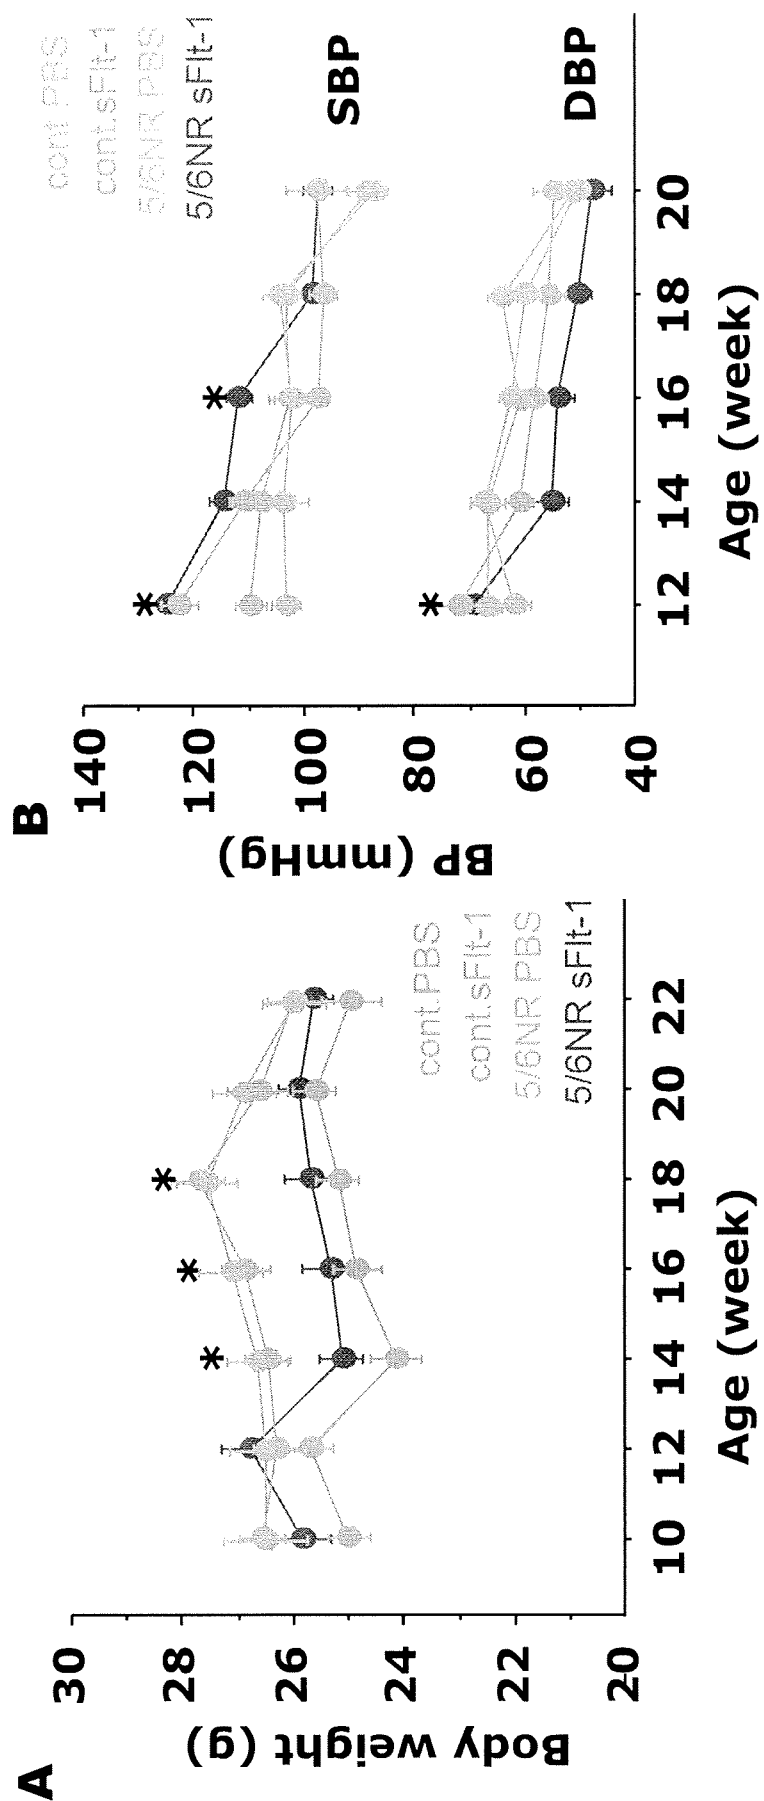 A
Body weight (g)
30
28
26
24
22
20
*
*
*
10
12
14
16
18
20
22
Age (week)
cont.PBS
cont.sFlt-1
5/6NR PBS
5/6NR sFlt-1
B
BP (mmHg)
140
120
100
80
60
40
*
*
*
12
14
16
18
20
Age (week)
cont.PBS
cont.sFlt-1
5/6NR PBS
5/6NR sFlt-1
SBP
DBP